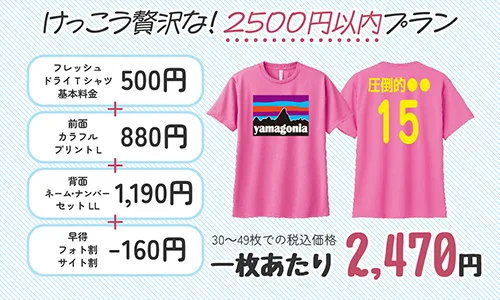 けっこう贅沢な！2500円以内プラン
フレッシュ
ドライTシャツ
基本料金
500円
+
前面
カラフル
プリントL
880円
+
背面
ネーム・ナンバー
セットLL
1,190円
+
早得
フォト割
サイト割
-160円
yamagonia
圧倒的●●
15
30〜49枚での税込価格
一枚あたり 2,470円